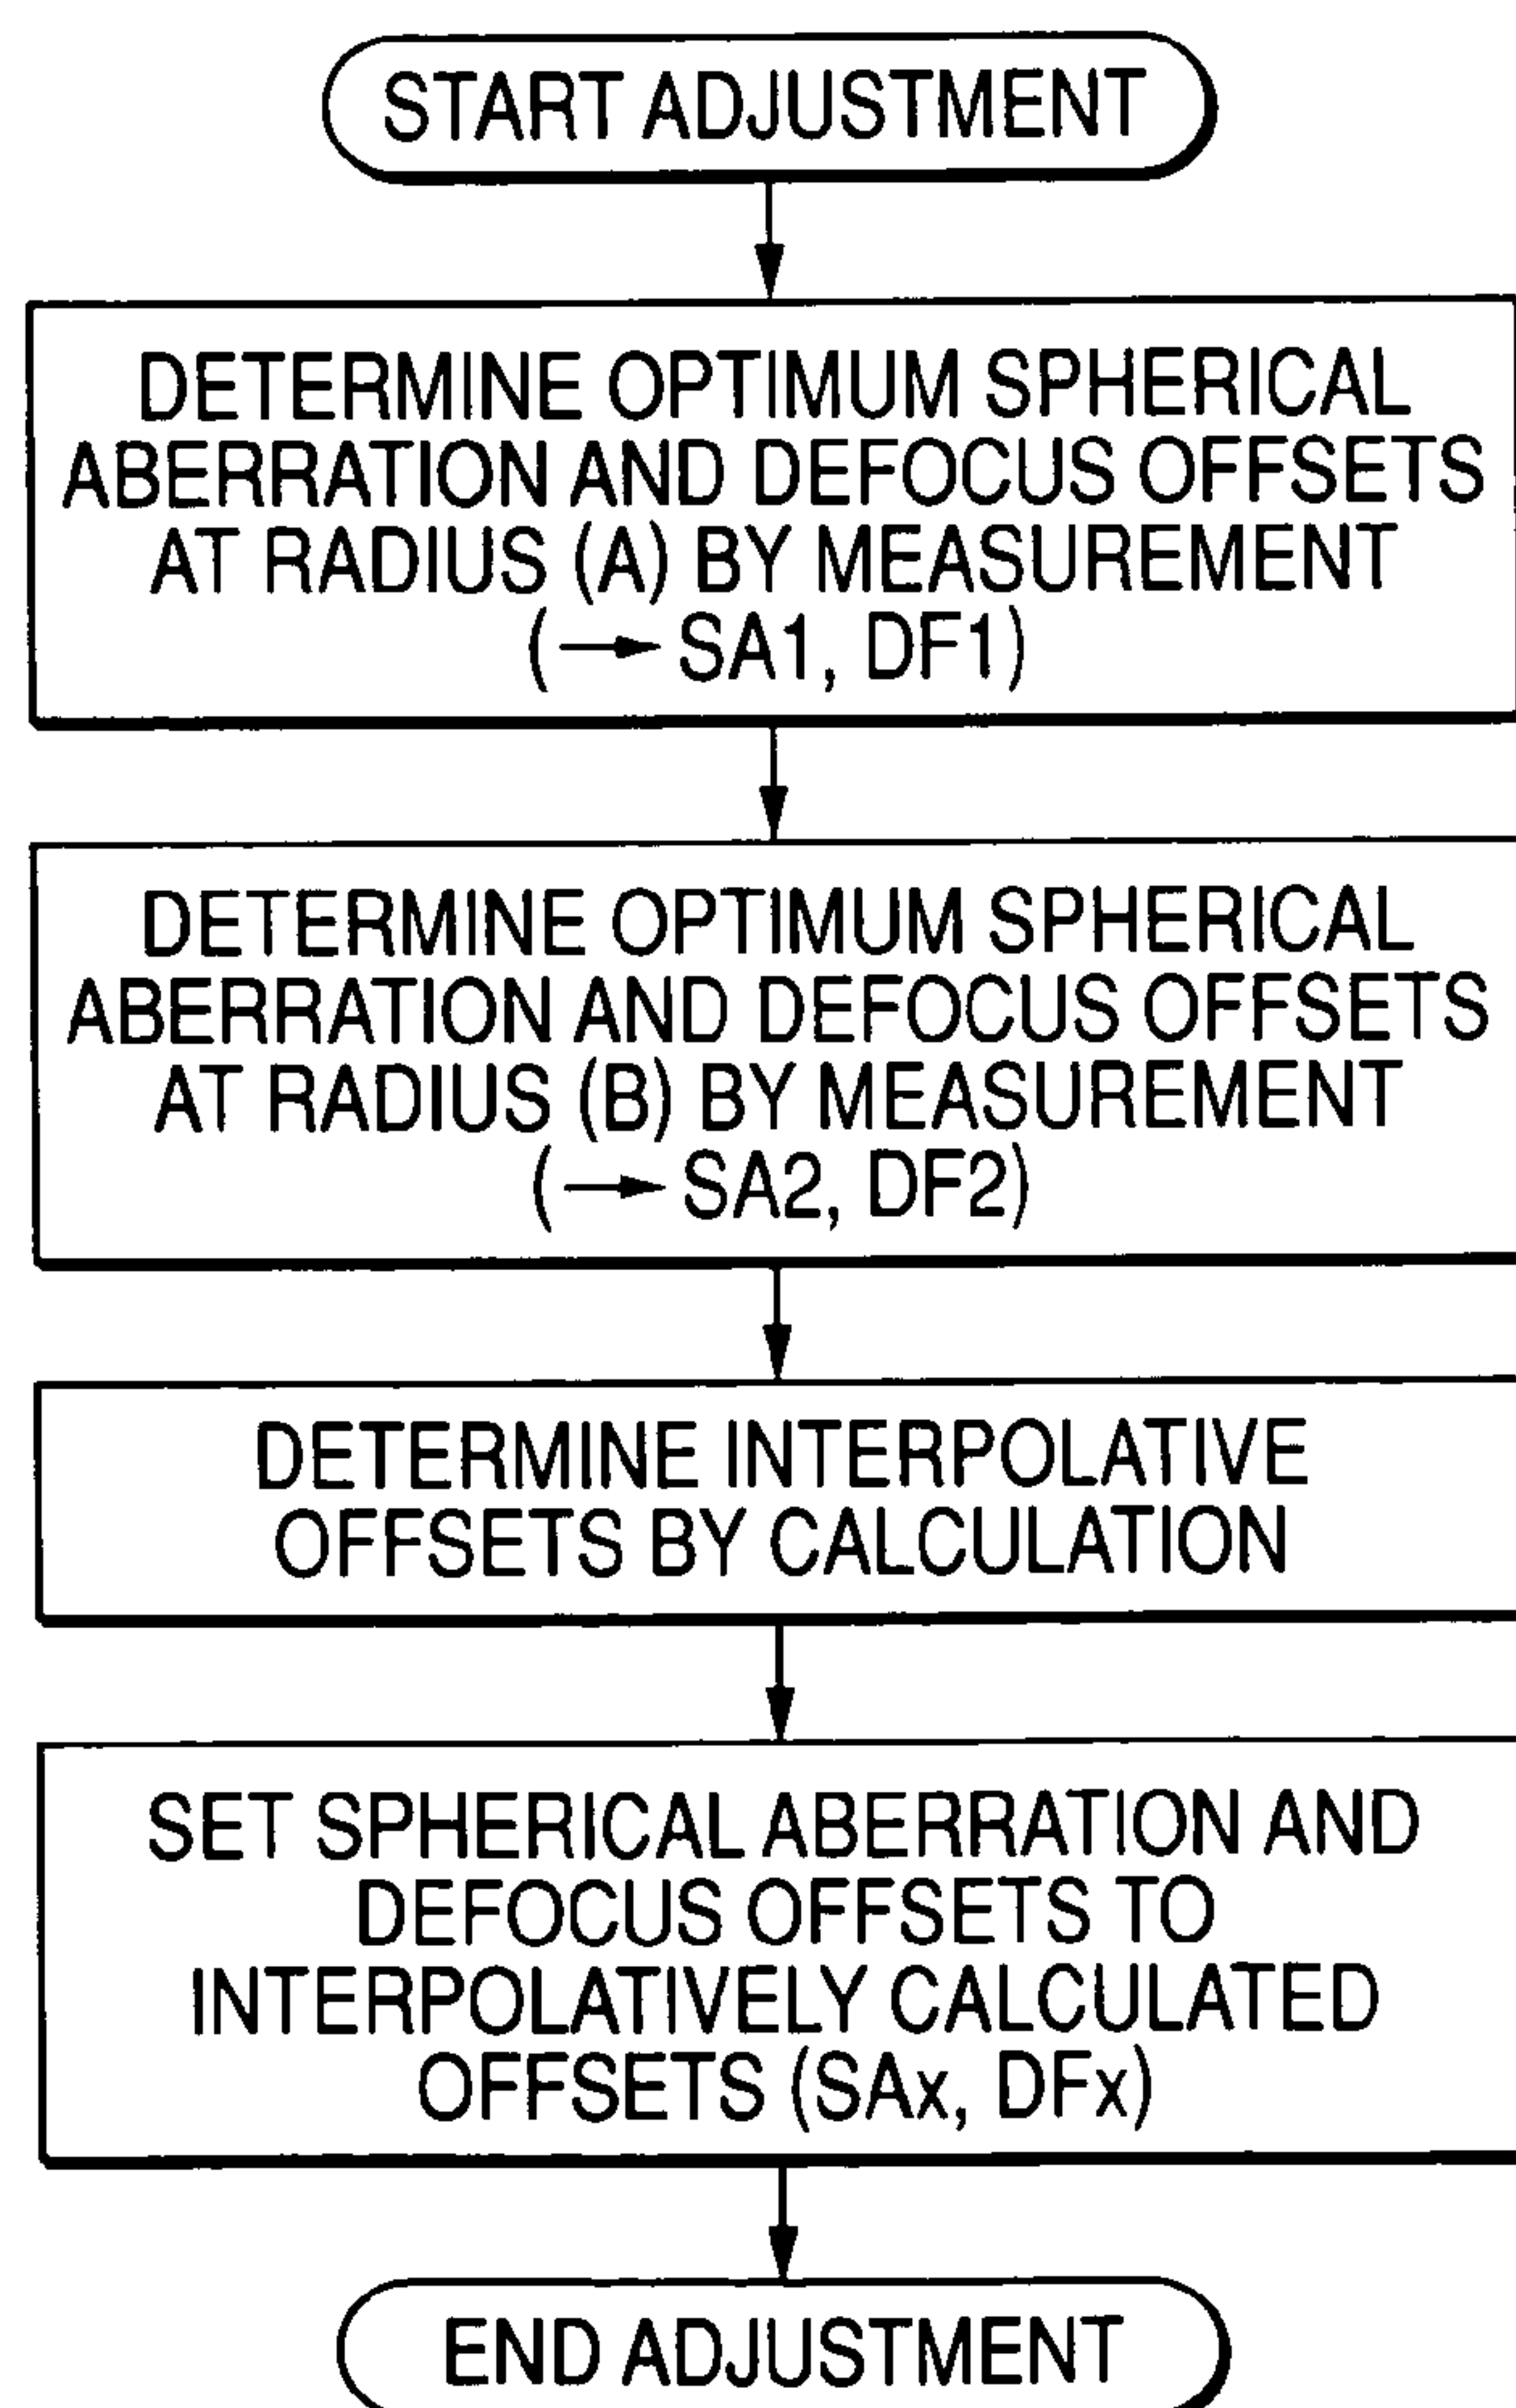 START ADJUSTMENT
DETERMINE OPTIMUM SPHERICAL
ABERRATION AND DEFOCUS OFFSETS
AT RADIUS (A) BY MEASUREMENT
(→ SA1, DF1)
DETERMINE OPTIMUM SPHERICAL
ABERRATION AND DEFOCUS OFFSETS
AT RADIUS (B) BY MEASUREMENT
(→ SA2, DF2)
DETERMINE INTERPOLATIVE
OFFSETS BY CALCULATION
SET SPHERICAL ABERRATION AND
DEFOCUS OFFSETS TO
INTERPOLATIVELY CALCULATED
OFFSETS (SAx, DFx)
END ADJUSTMENT